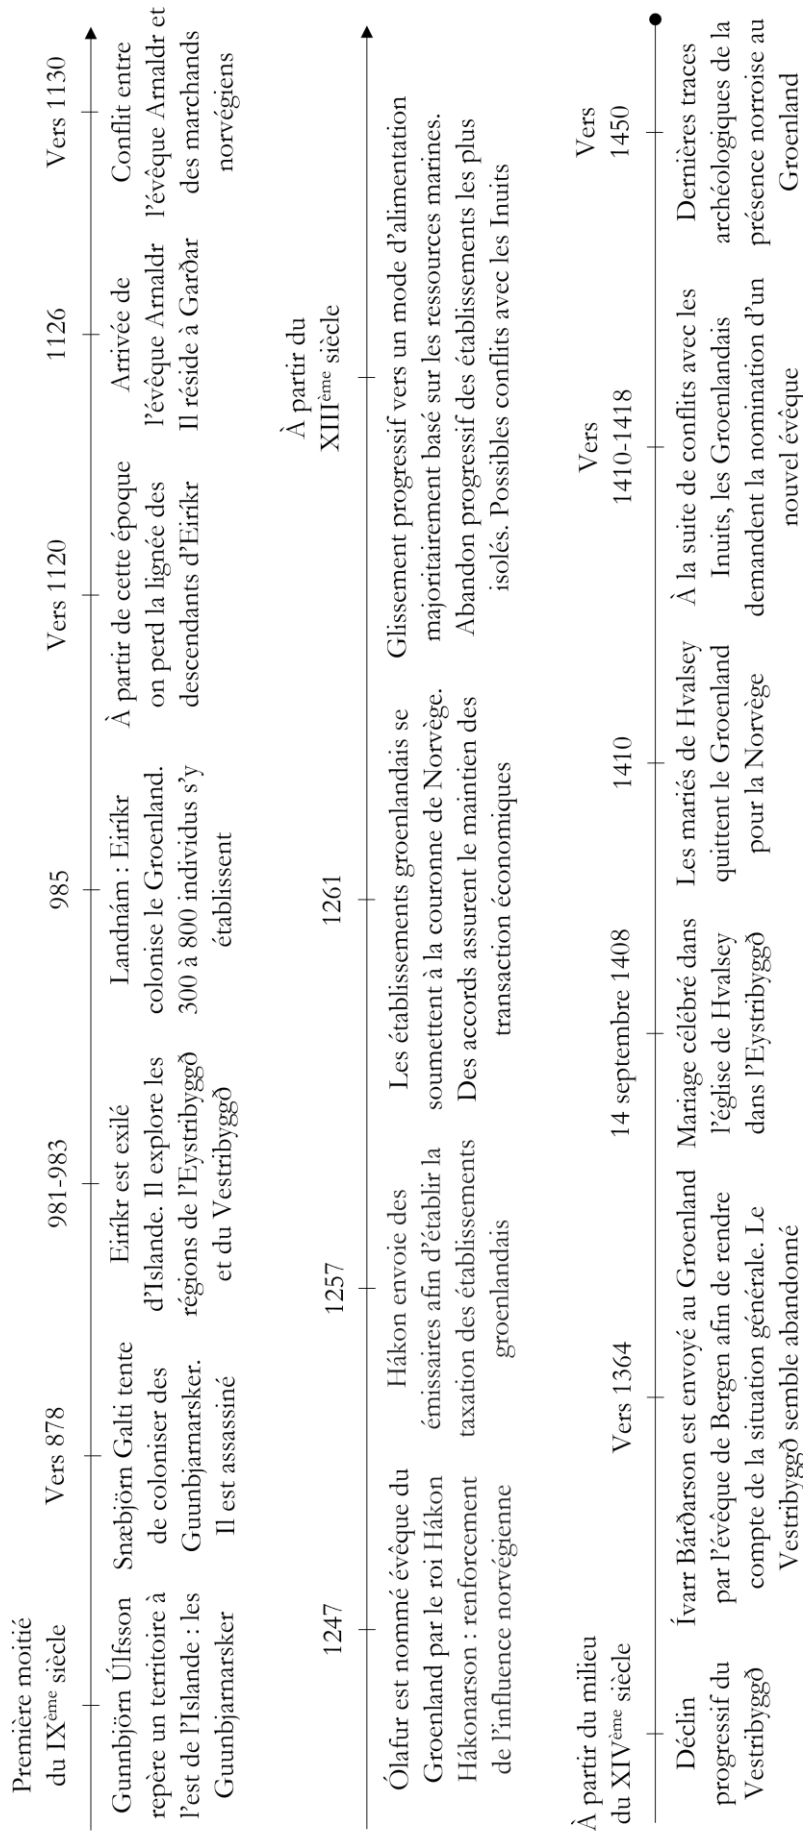 Première moitié
du IXème siècle
Gunnbjörn Úlfsson
repère un territoire à
l'est de l'Islande : les
Guunbjarnarsker
Vers 878
Snæbjörn Galti tente
de coloniser des
Guunbjarnarsker.
Il est assassiné
981-983
Eiríkr est exilé
d'Islande. Il explore les
régions de l'Eystribyggð
et du Vestribyggð
985
Landnám : Eiríkr
colonise le Groenland.
300 à 800 individus s'y
établissent
Vers 1120
À partir de cette époque
on perd la lignée des
descendants d'Eiríkr
1126
Arrivée de
l'évêque Arnaldr
Il réside à Garðar
Vers 1130
Conflit entre
l'évêque Arnaldr et
des marchands
norvégiens
1247
Ólafur est nommé évêque du
Groenland par le roi Hákon
Hákonarson : renforcement
de l'influence norvégienne
1257
Hákon envoie des
émissaires afin d'établir la
taxation des établissements
groenlandais
1261
Les établissements groenlandais se
soumettent à la couronne de Norvège.
Des accords assurent le maintien des
transaction économiques
À partir du
XIIIème siècle
Glissement progressif vers un mode d'alimentation
majoritairement basé sur les ressources marines.
Abandon progressif des établissements les plus
isolés. Possibles conflits avec les Inuits
À partir du milieu
du XIVème siècle
Déclin
progressif du
Vestribyggð
Vers 1364
Ívarr Bárðarson est envoyé au Groenland
par l'évêque de Bergen afin de rendre
compte de la situation générale. Le
Vestribyggð semble abandonné
14 septembre 1408
Mariage célébré dans
l'église de Hvalsey
dans l'Eystribyggð
1410
Les mariés de Hvalsey
quittent le Groenland
pour la Norvège
Vers
1410-1418
À la suite de conflits avec les
Inuits, les Groenlandais
demandent la nomination d'un
nouvel évêque
Vers
1450
Dernières traces
archéologiques de la
présence norroise au
Groenland